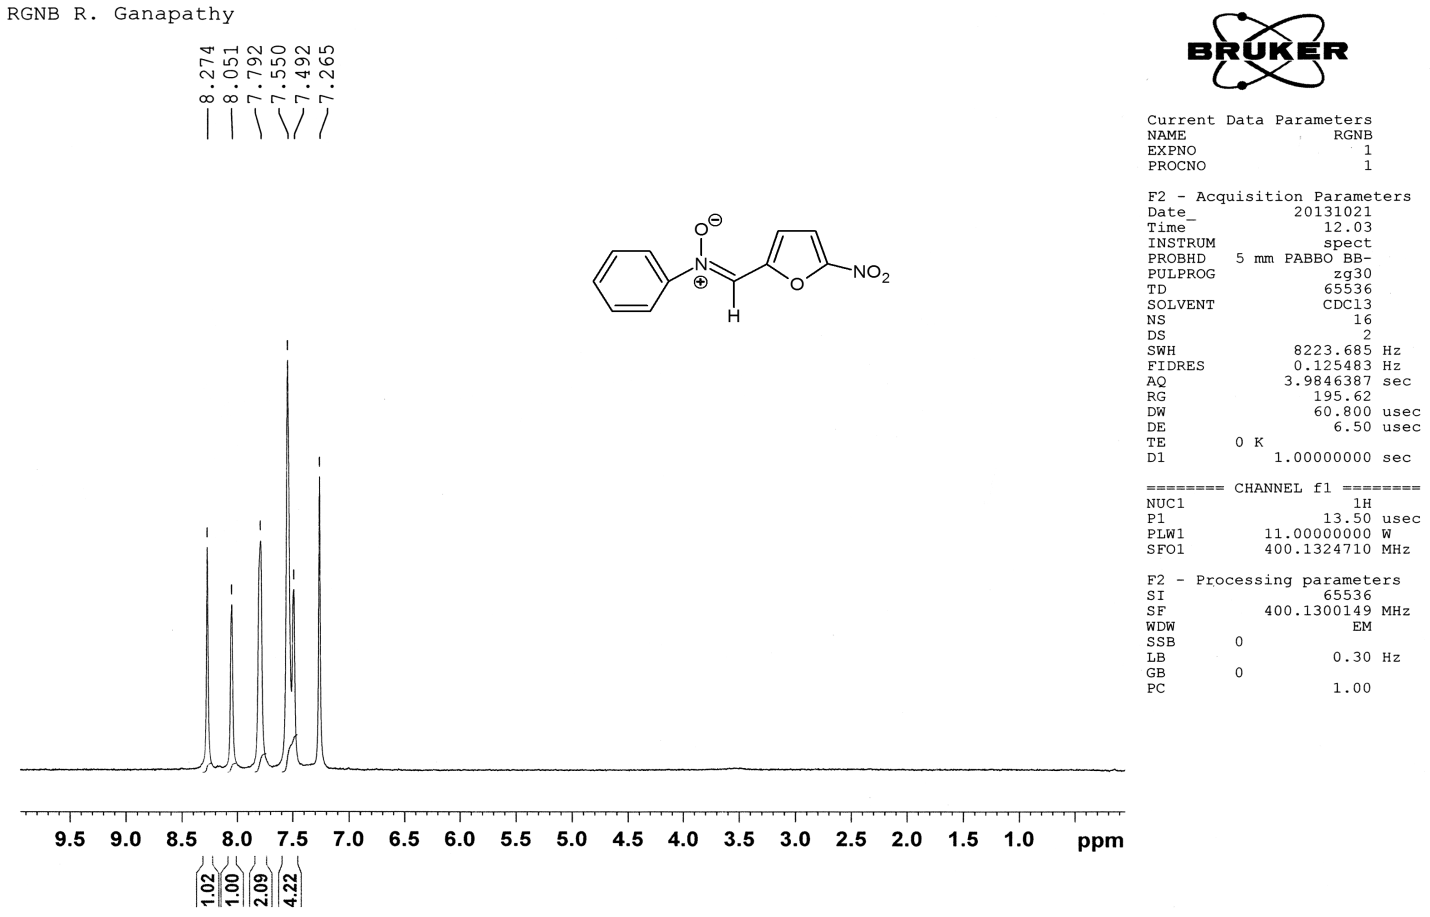 RGNB R. Ganapathy
8.274
8.051
7.792
7.550
7.492
7.265
BRUKER
Current Data Parameters
NAME RGNB
EXPNO 1
PROCNO 1
F2 - Acquisition Parameters
Date_ 20131021
Time 12.03
INSTRUM spect
PROBHD 5 mm PABBO BB-
PULPROG zg30
TD 65536
SOLVENT CDCl3
NS 16
DS 2
SWH 8223.685 Hz
FIDRES 0.125483 Hz
AQ 3.9846387 sec
RG 195.62
DW 60.800 usec
DE 6.50 usec
TE 0 K
D1 1.00000000 sec
======== CHANNEL f1 ========
NUC1 1H
P1 13.50 usec
PLW1 11.00000000 W
SFO1 400.1324710 MHz
F2 - Processing parameters
SI 65536
SF 400.1300149 MHz
WDW EM
SSB 0
LB 0.30 Hz
GB 0
PC 1.00
O⊖
N
⊕
H
O
NO2
9.5 9.0 8.5 8.0 7.5 7.0 6.5 6.0 5.5 5.0 4.5 4.0 3.5 3.0 2.5 2.0 1.5 1.0 ppm
1.02
1.00
2.09
4.22